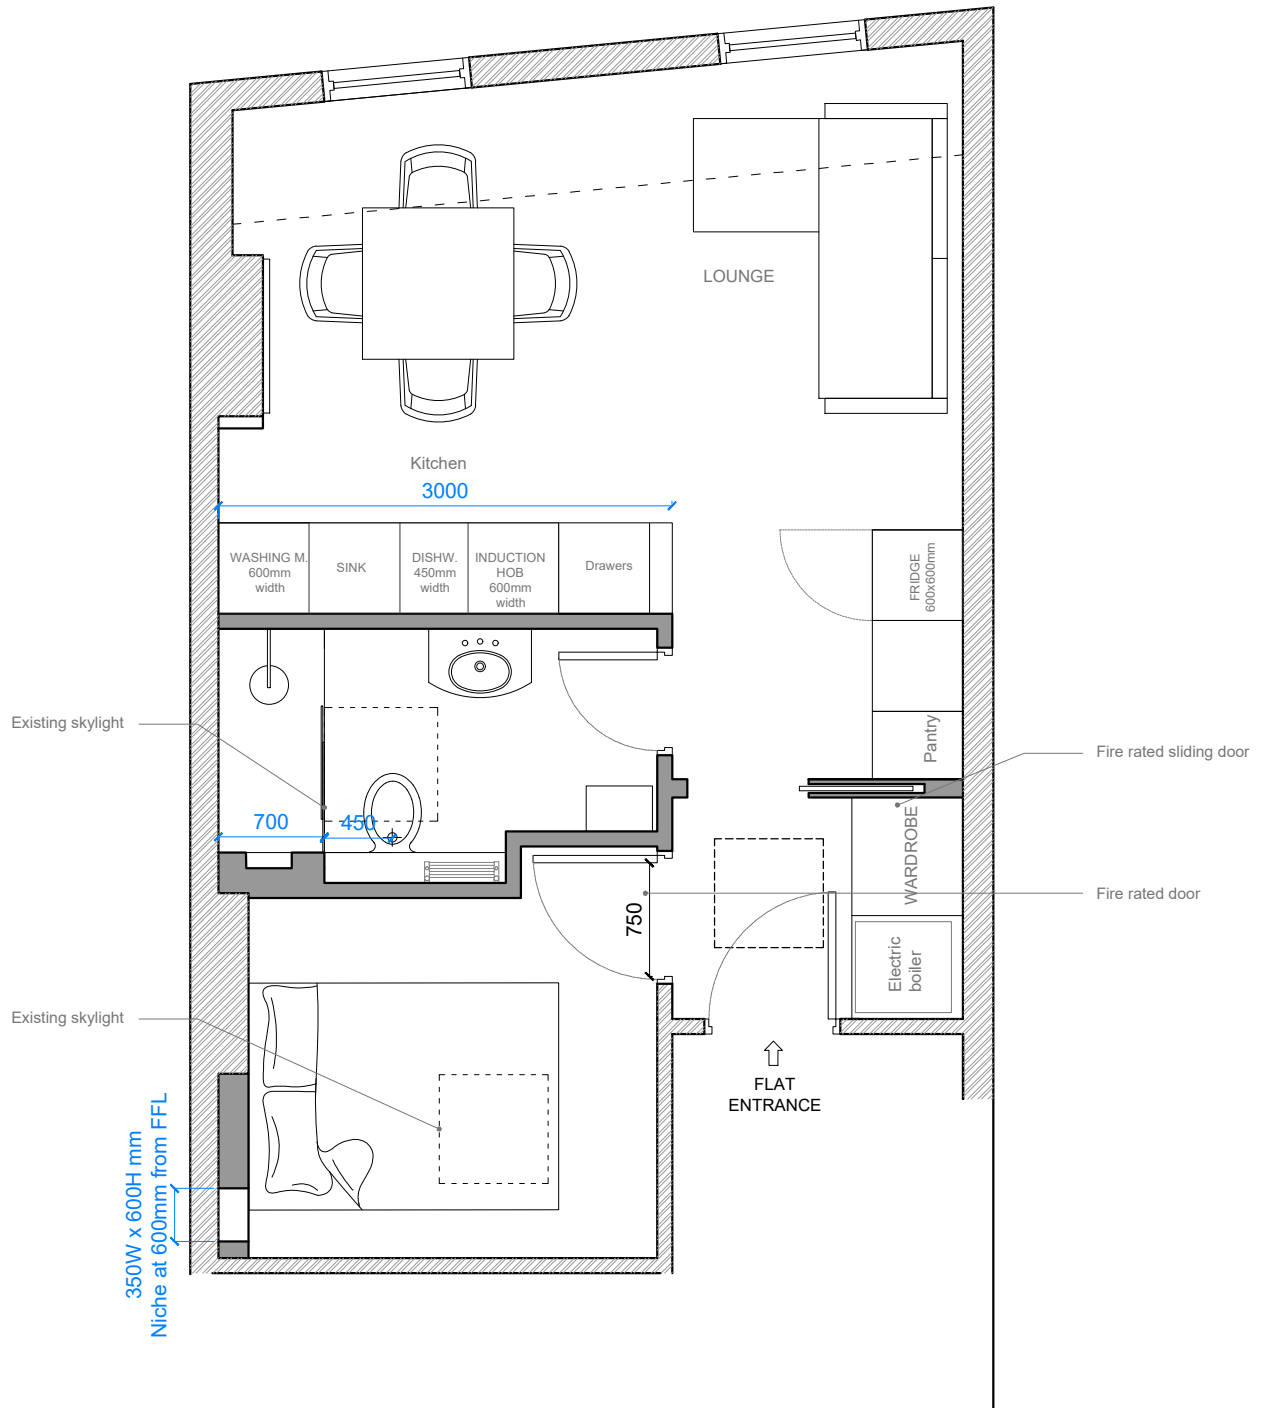 LOUNGE
Kitchen
3000
WASHING M.
600mm
width
SINK
DISHW.
450mm
width
INDUCTION
HOB
600mm
width
Drawers
FRIDGE
600x600mm
Existing skylight
Pantry
Fire rated sliding door
700
450
WARDROBE
Fire rated door
750
Electric
boiler
Existing skylight
FLAT
ENTRANCE
350W x 600H mm
Niche at 600mm from FFL